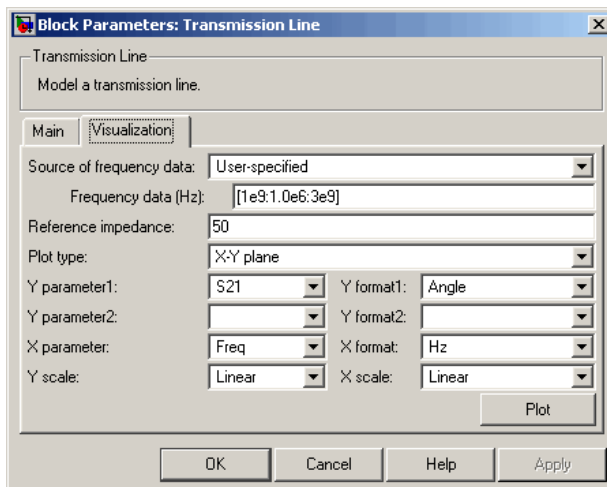 Block Parameters: Transmission Line
Transmission Line
Model a transmission line.
Main Visualization
Source of frequency data: User-specified
Frequency data (Hz): [1e9:1.0e6:3e9]
Reference impedance: 50
Plot type: X-Y plane
Y parameter1: S21 Y format1: Angle
Y parameter2: Y format2:
X parameter: Freq X format: Hz
Y scale: Linear X scale: Linear
Plot
OK Cancel Help Apply